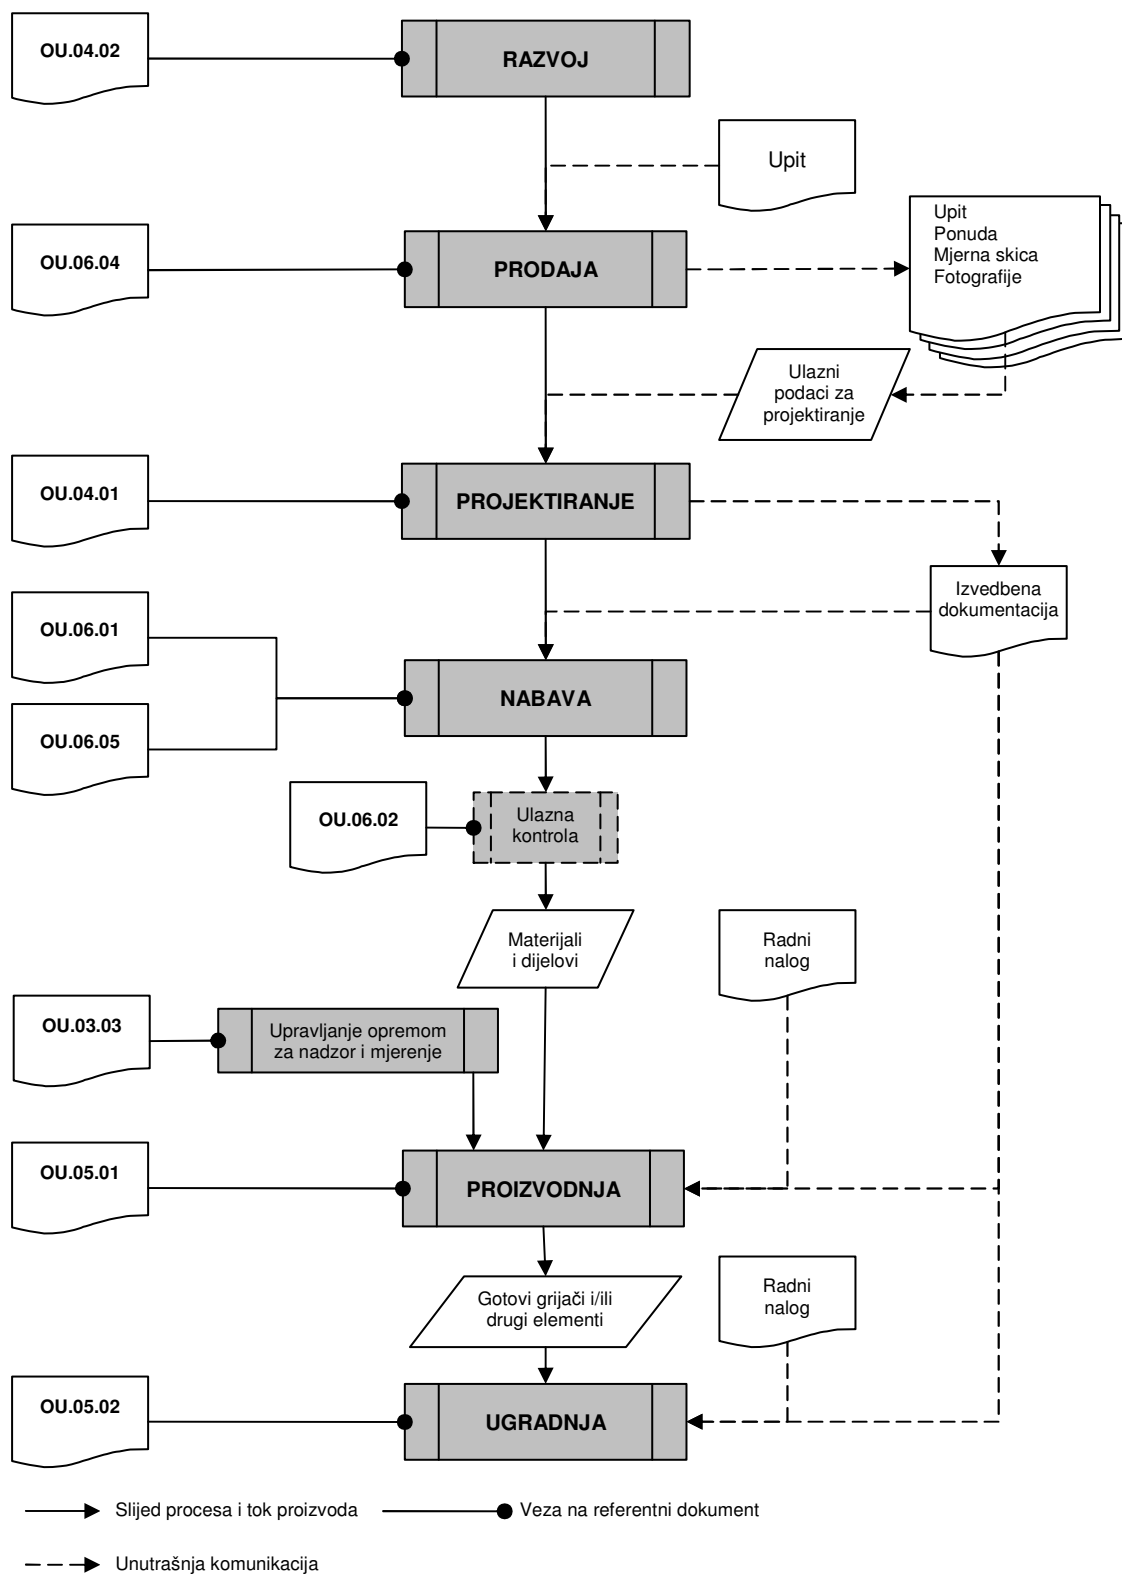 OU.04.02
RAZVOJ
Upit
OU.06.04
PRODAJA
Upit
Ponuda
Mjerna skica
Fotografije
Ulazni
podaci za
projektiranje
OU.04.01
PROJEKTIRANJE
Izvedbena
dokumentacija
OU.06.01
NABAVA
OU.06.05
OU.06.02
Ulazna
kontrola
Materijali
i dijelovi
Radni
nalog
OU.03.03
Upravljanje opremom
za nadzor i mjerenje
OU.05.01
PROIZVODNJA
Gotovi grijači i/ili
drugi elementi
Radni
nalog
OU.05.02
UGRADNJA
Slijed procesa i tok proizvoda
Veza na referentni dokument
Unutrašnja komunikacija